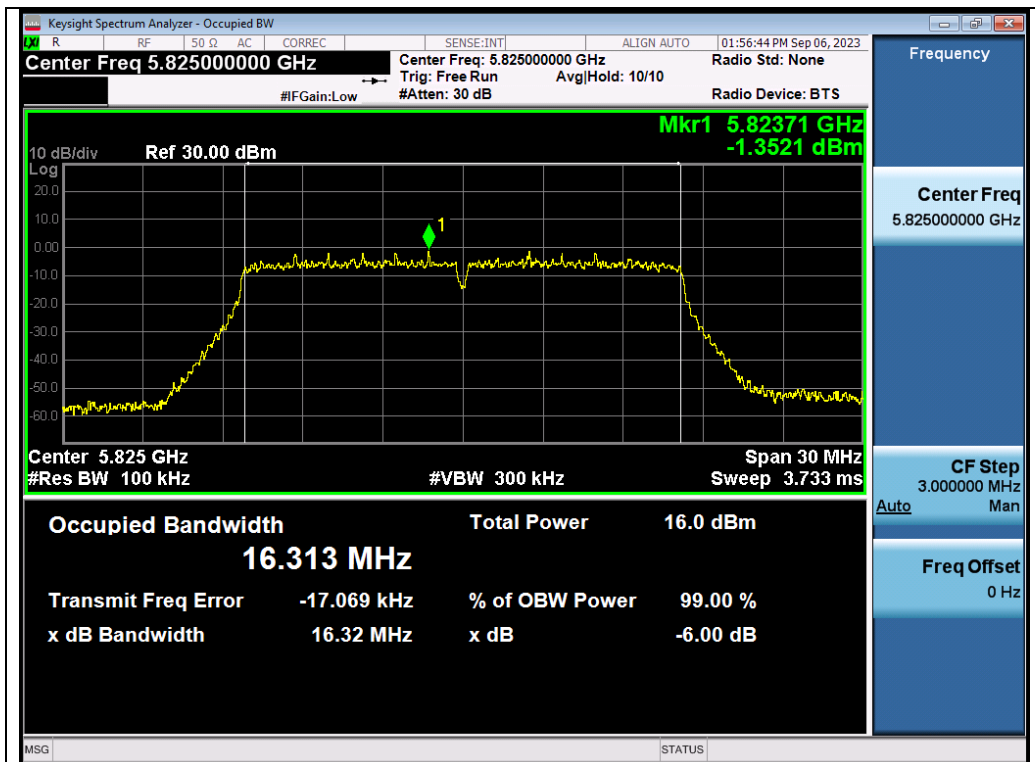 Keysight Spectrum Analyzer - Occupied BW
LXI R RF 50 Ω AC CORREC SENSE:INT ALIGN AUTO 01:56:44 PM Sep 06, 2023
Center Freq 5.825000000 GHz
Center Freq: 5.825000000 GHz
Radio Std: None
Trig: Free Run Avg|Hold: 10/10
#IFGain:Low
#Atten: 30 dB
Radio Device: BTS
Mkr1 5.82371 GHz
-1.3521 dBm
10 dB/div Ref 30.00 dBm
Log
20.0
10.0
1
0.00
-10.0
-20.0
-30.0
-40.0
-50.0
-60.0
Center 5.825 GHz Span 30 MHz
#Res BW 100 kHz #VBW 300 kHz Sweep 3.733 ms
Occupied Bandwidth Total Power 16.0 dBm
16.313 MHz
Transmit Freq Error -17.069 kHz % of OBW Power 99.00 %
x dB Bandwidth 16.32 MHz x dB -6.00 dB
Frequency
Center Freq
5.825000000 GHz
CF Step
3.000000 MHz
Auto Man
Freq Offset
0 Hz
MSG STATUS